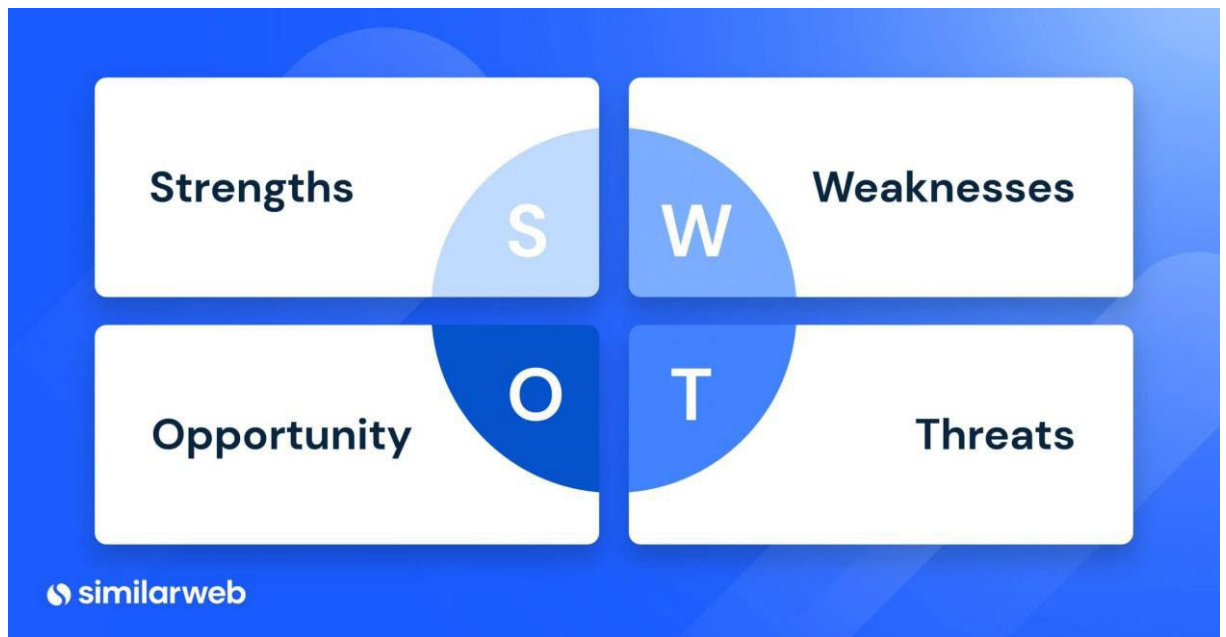 Strengths
S
W
Weaknesses
Opportunity
O
T
Threats
similarweb